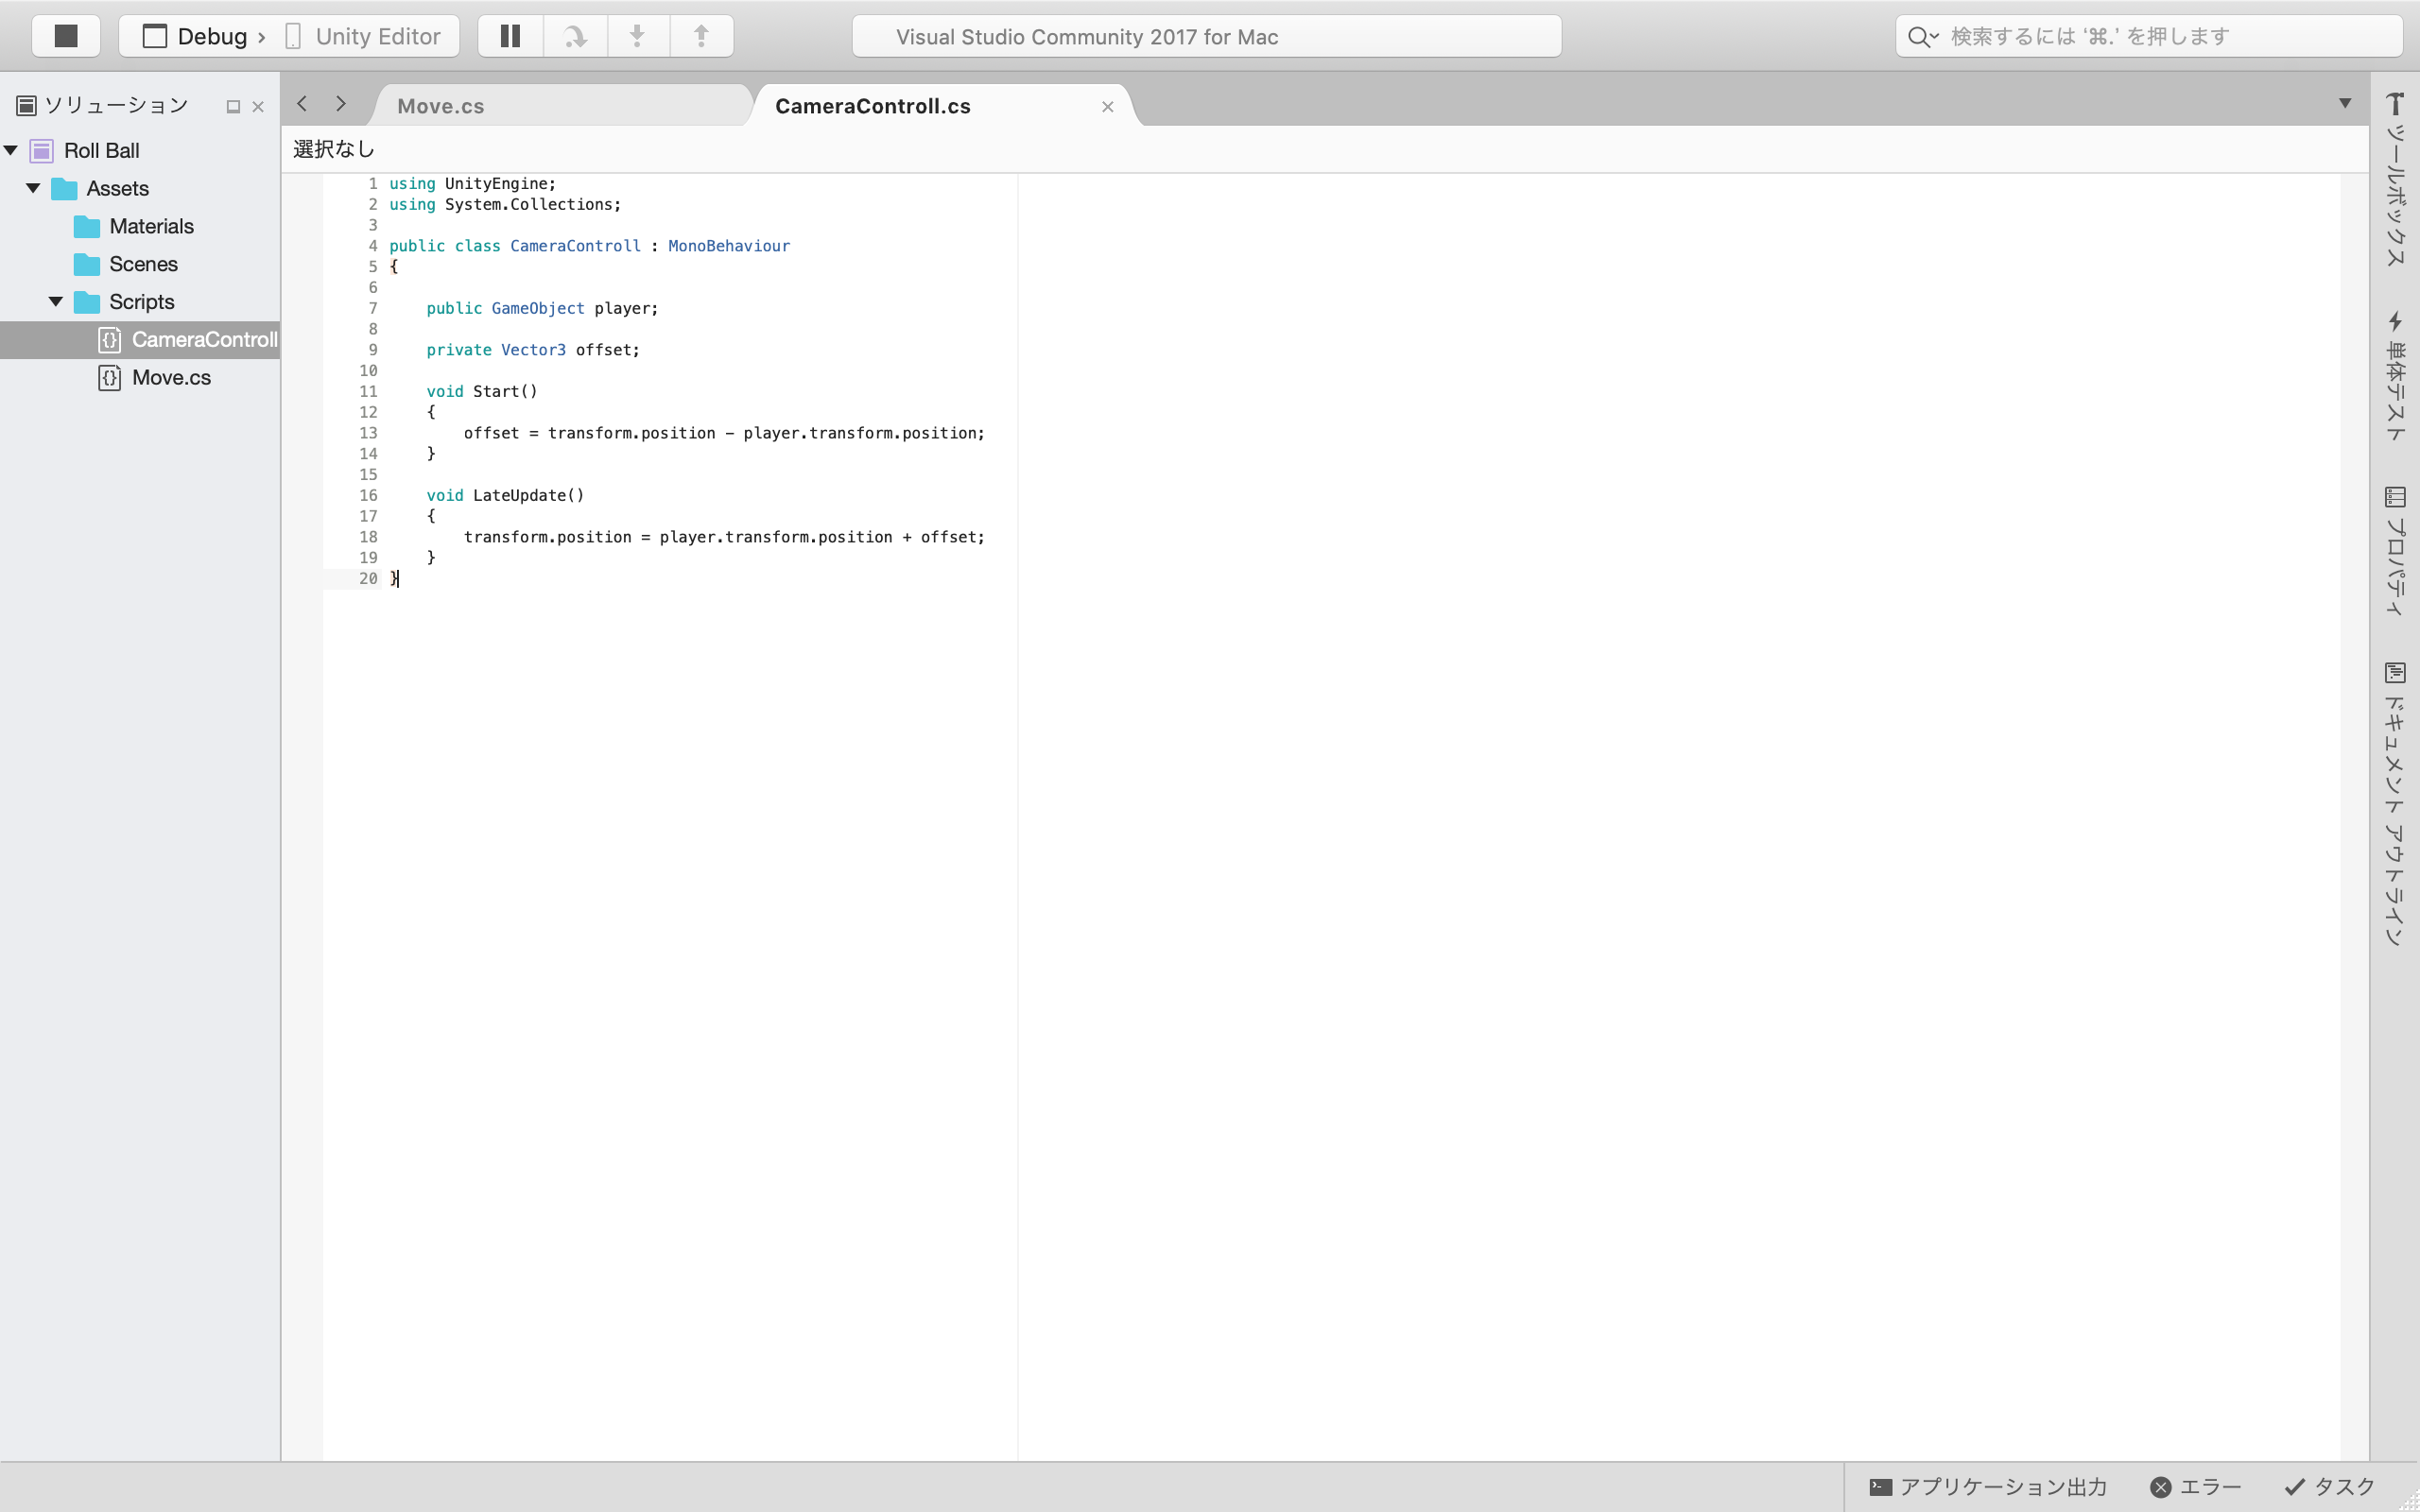 Debug › Unity Editor
Visual Studio Community 2017 for Mac
検索するには ‘⌘.’ を押します
ソリューション
Roll Ball
Assets
Materials
Scenes
Scripts
CameraControll
Move.cs
Move.cs
CameraControll.cs
選択なし
1 using UnityEngine;
2 using System.Collections;
3
4 public class CameraControll : MonoBehaviour
5 {
6
7 public GameObject player;
8
9 private Vector3 offset;
10
11 void Start()
12 {
13 offset = transform.position - player.transform.position;
14 }
15
16 void LateUpdate()
17 {
18 transform.position = player.transform.position + offset;
19 }
20 }
ツールボックス
単体テスト
プロパティ
ドキュメント アウトライン
アプリケーション出力
エラー
タスク